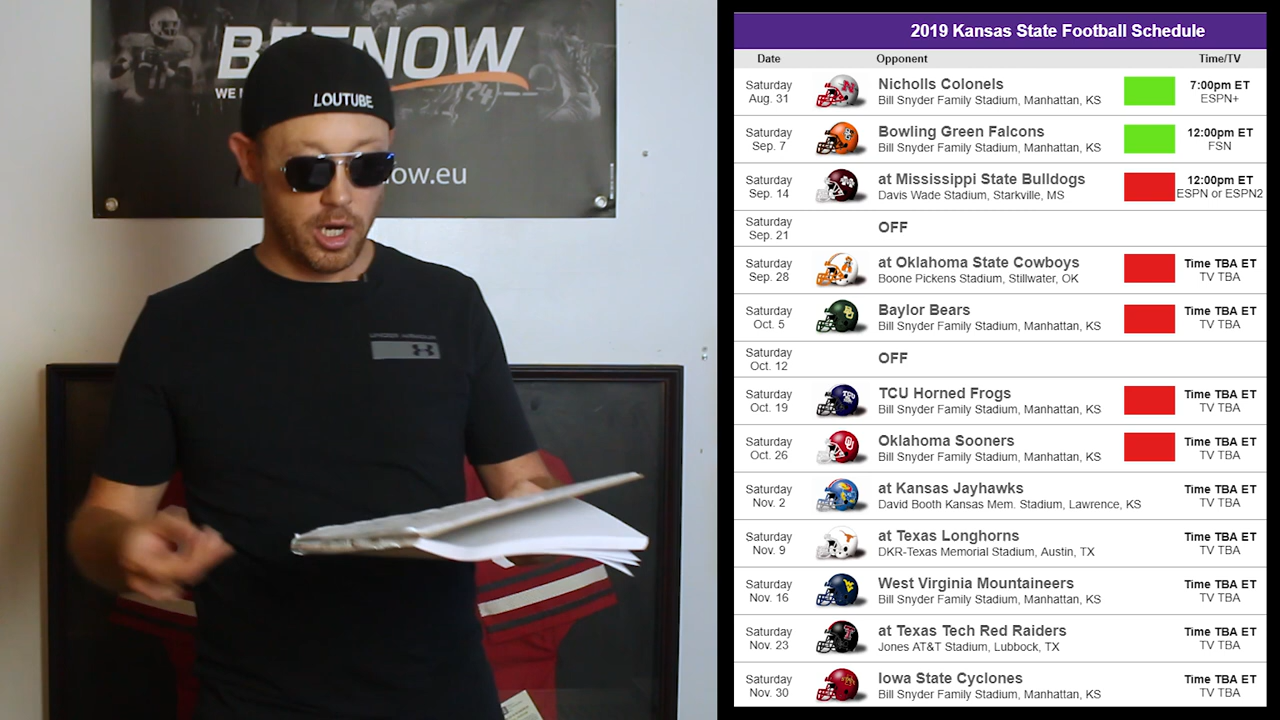 BETNOW
WE
now.eu
LOUTUBE
UNDER ARMOUR
2019 Kansas State Football Schedule
Date Opponent Time/TV
Saturday Nicholls Colonels 7:00pm ET
Aug. 31 Bill Snyder Family Stadium, Manhattan, KS ESPN+
Saturday Bowling Green Falcons 12:00pm ET
Sep. 7 Bill Snyder Family Stadium, Manhattan, KS FSN
Saturday at Mississippi State Bulldogs 12:00pm ET
Sep. 14 Davis Wade Stadium, Starkville, MS ESPN or ESPN2
Saturday
Sep. 21 OFF
Saturday at Oklahoma State Cowboys Time TBA ET
Sep. 28 Boone Pickens Stadium, Stillwater, OK TV TBA
Saturday Baylor Bears Time TBA ET
Oct. 5 Bill Snyder Family Stadium, Manhattan, KS TV TBA
Saturday
Oct. 12 OFF
Saturday TCU Horned Frogs Time TBA ET
Oct. 19 Bill Snyder Family Stadium, Manhattan, KS TV TBA
Saturday Oklahoma Sooners Time TBA ET
Oct. 26 Bill Snyder Family Stadium, Manhattan, KS TV TBA
Saturday at Kansas Jayhawks Time TBA ET
Nov. 2 David Booth Kansas Mem. Stadium, Lawrence, KS TV TBA
Saturday at Texas Longhorns Time TBA ET
Nov. 9 DKR-Texas Memorial Stadium, Austin, TX TV TBA
Saturday West Virginia Mountaineers Time TBA ET
Nov. 16 Bill Snyder Family Stadium, Manhattan, KS TV TBA
Saturday at Texas Tech Red Raiders Time TBA ET
Nov. 23 Jones AT&T Stadium, Lubbock, TX TV TBA
Saturday Iowa State Cyclones Time TBA ET
Nov. 30 Bill Snyder Family Stadium, Manhattan, KS TV TBA